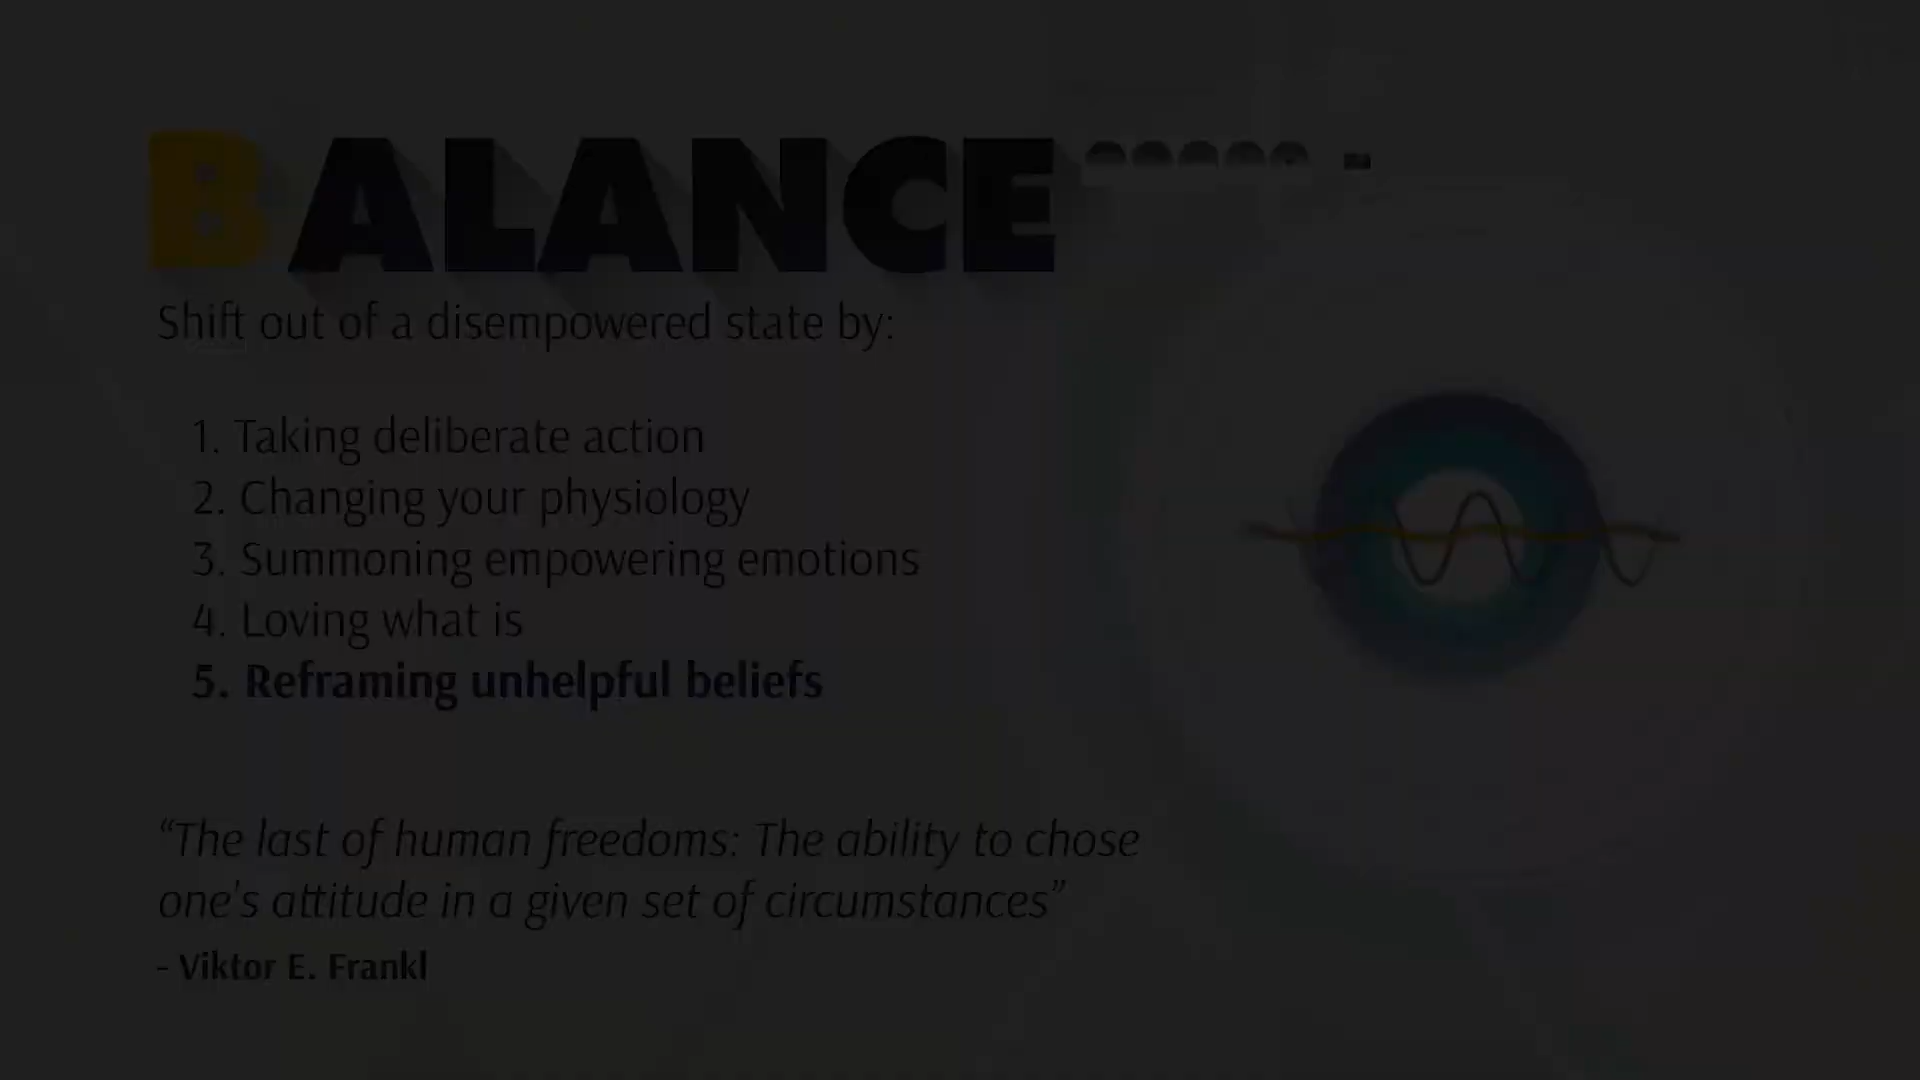 BALANCE
Shift out of a disempowered state by:
1. Taking deliberate action
2. Changing your physiology
3. Summoning empowering emotions
4. Loving what is
5. Reframing unhelpful beliefs
“The last of human freedoms: The ability to chose
one's attitude in a given set of circumstances”
- Viktor E. Frankl